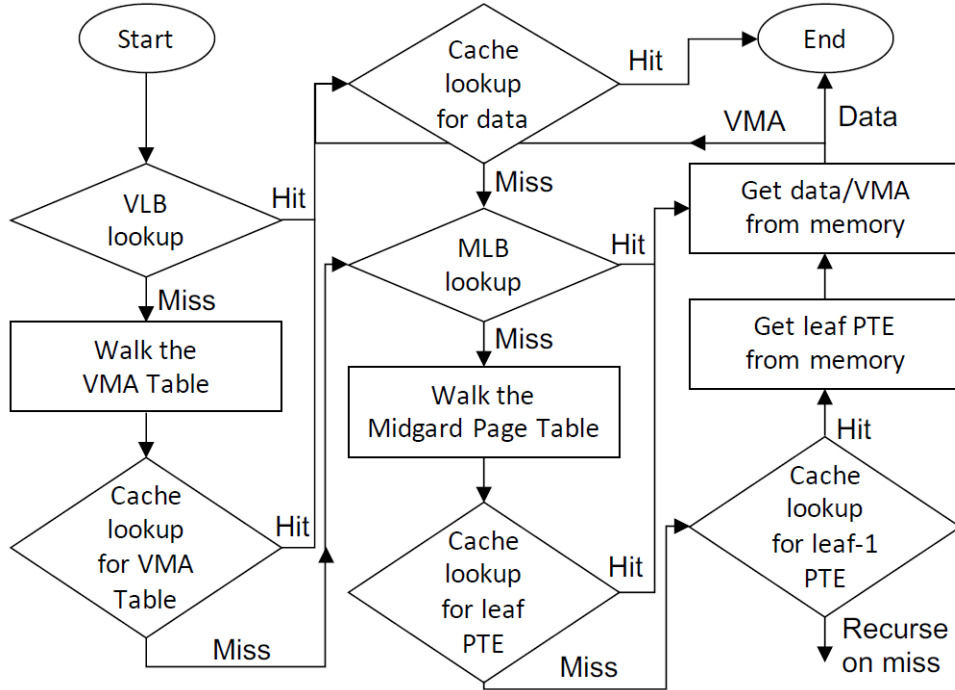 Start
VLB
lookup
Hit
Miss
Walk the
VMA Table
Cache
lookup
for VMA
Table
Hit
Miss
Cache
lookup
for data
Hit
Miss
MLB
lookup
Hit
Miss
Walk the
Midgard Page Table
Cache
lookup
for leaf
PTE
Hit
Miss
End
VMA
Data
Get data/VMA
from memory
Get leaf PTE
from memory
Hit
Cache
lookup
for leaf-1
PTE
Recurse
on miss